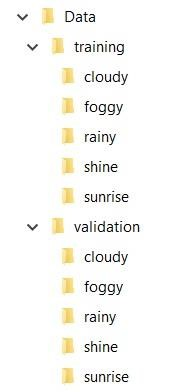 Data
training
cloudy
foggy
rainy
shine
sunrise
validation
cloudy
foggy
rainy
shine
sunrise